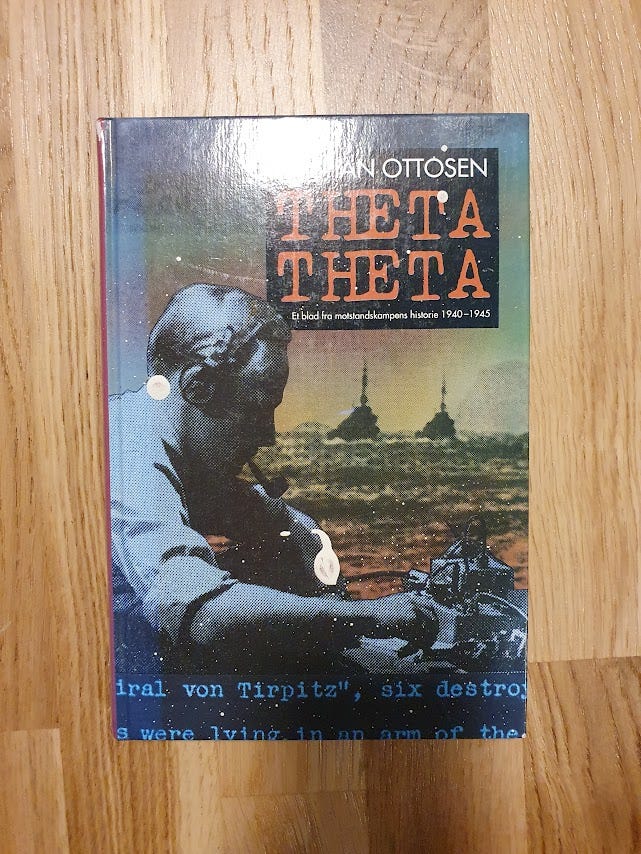 OTTOSEN
THETA
THETA
Et blad fra motstandskampens historie 1940–1945
iral von Tirpitz", six destroy
s were lying in an arm of the